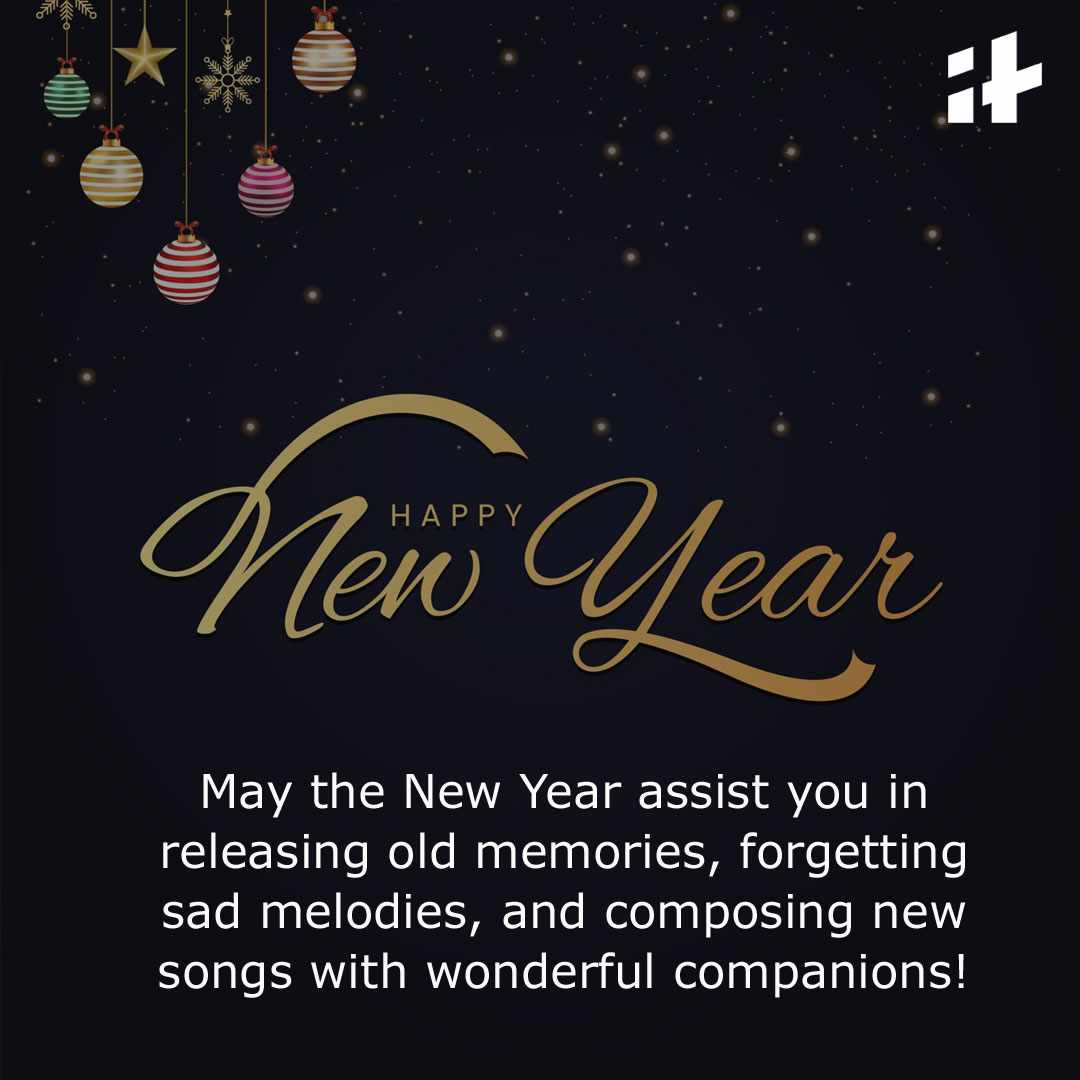 HAPPY
New Year
May the New Year assist you in
releasing old memories, forgetting
sad melodies, and composing new
songs with wonderful companions!